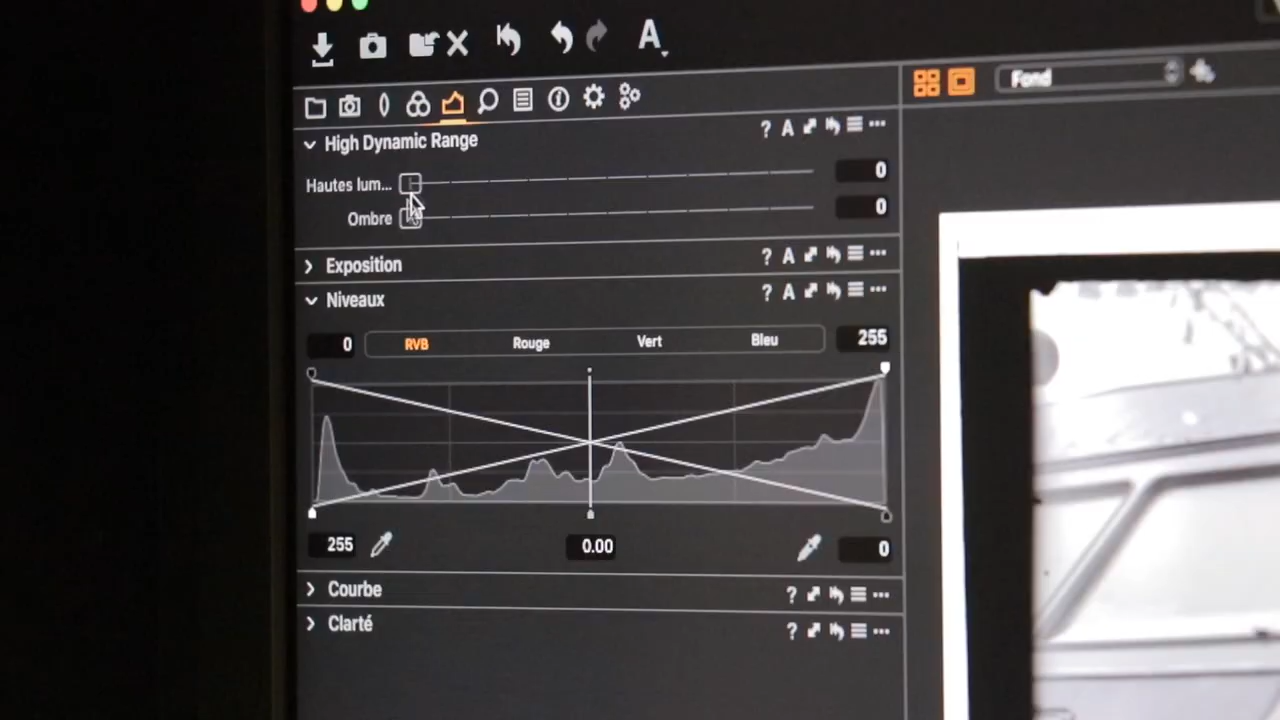 A
Fond
High Dynamic Range ? A
Hautes lum... 0
Ombre 0
Exposition ? A
Niveaux ? A
0 RVB Rouge Vert Bleu 255
255 0.00 0
Courbe ?
Clarté ?